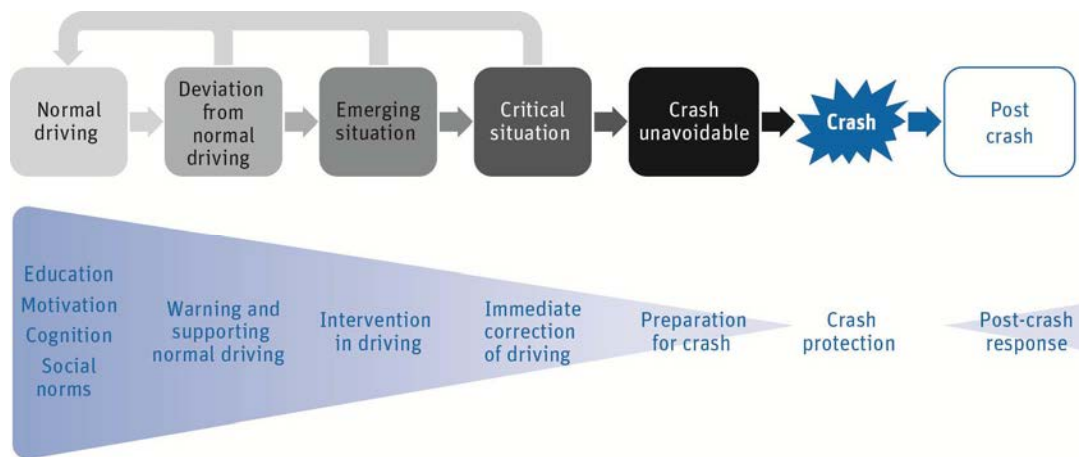 Normal
driving
Deviation
from
normal
driving
Emerging
situation
Critical
situation
Crash
unavoidable
Crash
Post
crash
Education
Motivation
Cognition
Social
norms
Warning and
supporting
normal driving
Intervention
in driving
Immediate
correction
of driving
Preparation
for crash
Crash
protection
Post-crash
response